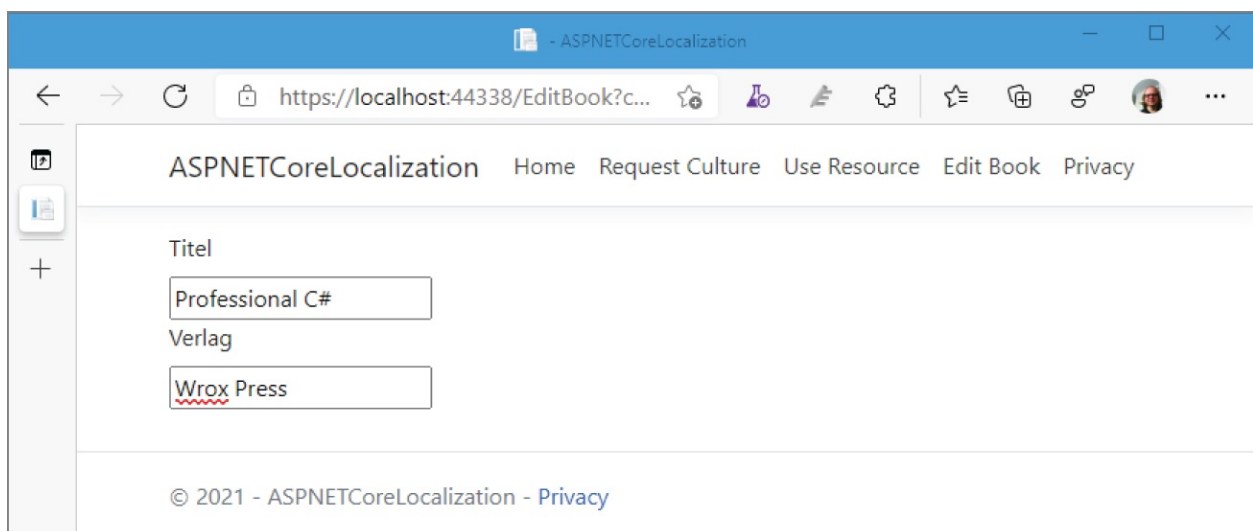 - ASPNETCoreLocalization
https://localhost:44338/EditBook?c...
ASPNETCoreLocalization Home Request Culture Use Resource Edit Book Privacy
Titel
Professional C#
Verlag
Wrox Press
© 2021 - ASPNETCoreLocalization - Privacy